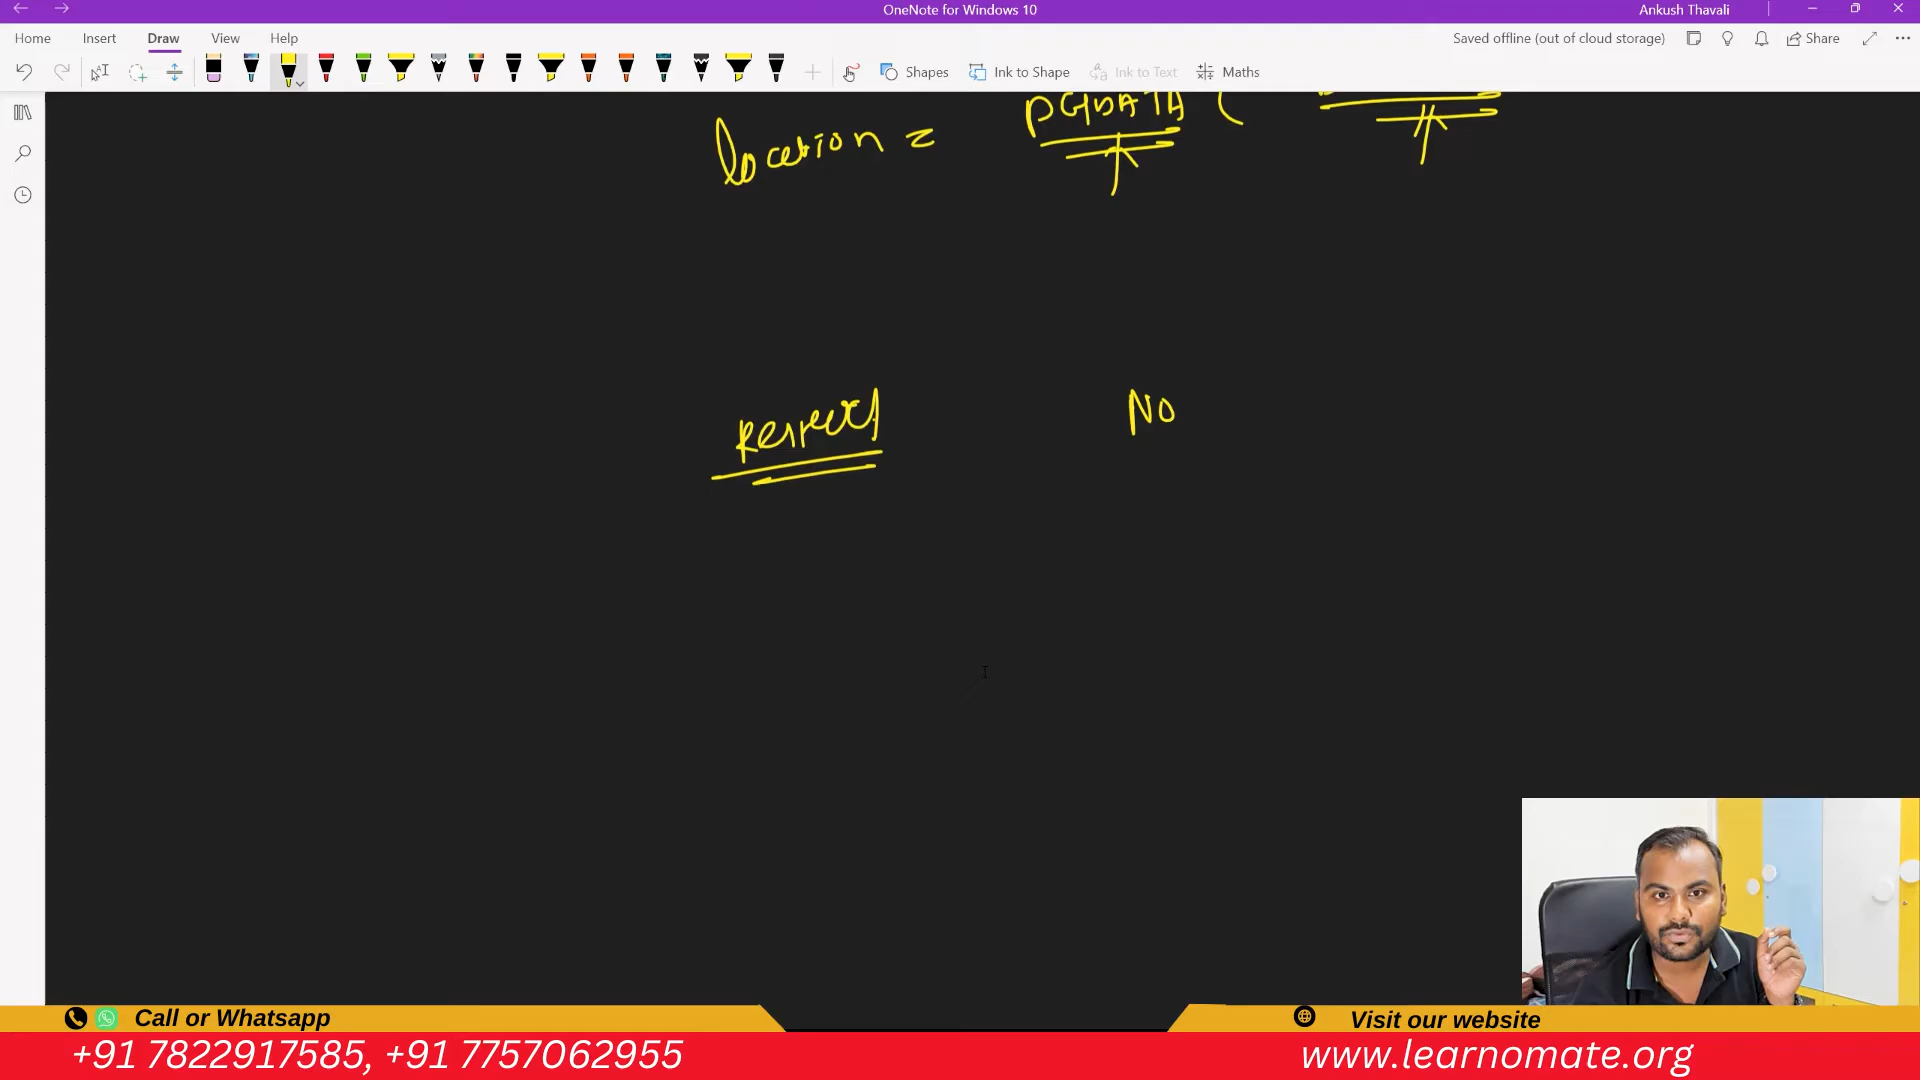 OneNote for Windows 10
Ankush Thavali
Home Insert Draw View Help
Saved offline (out of cloud storage)
Share
Shapes
Ink to Shape
Ink to Text
Maths
location = PGDATA (
NO
Call or Whatsapp
+91 7822917585, +91 7757062955
Visit our website
www.learnomate.org